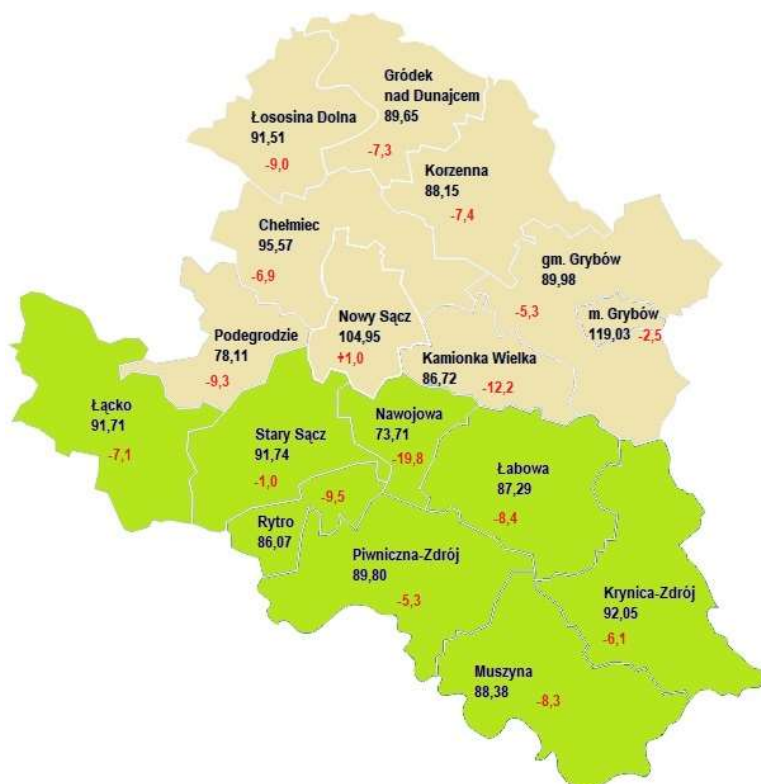 Gródek
nad Dunajcem
89,65
-7,3
Łososina Dolna
91,51
-9,0
Korzenna
88,15
-7,4
Chełmiec
95,57
-6,9
gm. Grybów
89,98
-5,3
m. Grybów
119,03 -2,5
Nowy Sącz
104,95
+1,0
Podegrodzie
78,11
-9,3
Kamionka Wielka
86,72
-12,2
Łącko
91,71
-7,1
Stary Sącz
91,74
-1,0
Nawojowa
73,71
-19,8
Łabowa
87,29
-8,4
-9,5
Rytro
86,07
Piwniczna-Zdrój
89,80
-5,3
Krynica-Zdrój
92,05
-6,1
Muszyna
88,38
-8,3